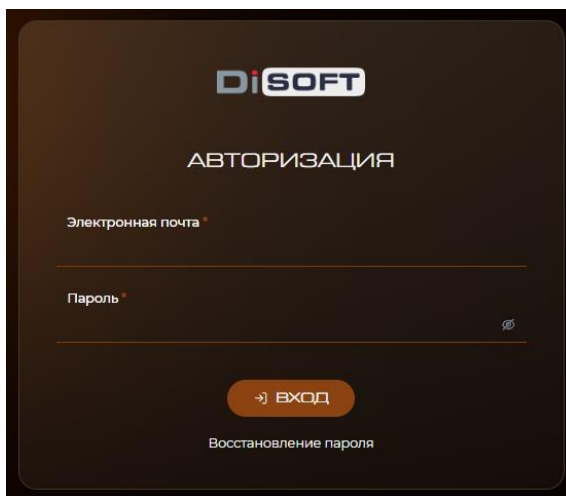 DiSOFT
АВТОРИЗАЦИЯ
Электронная почта *
Пароль *
ВХОД
Восстановление пароля